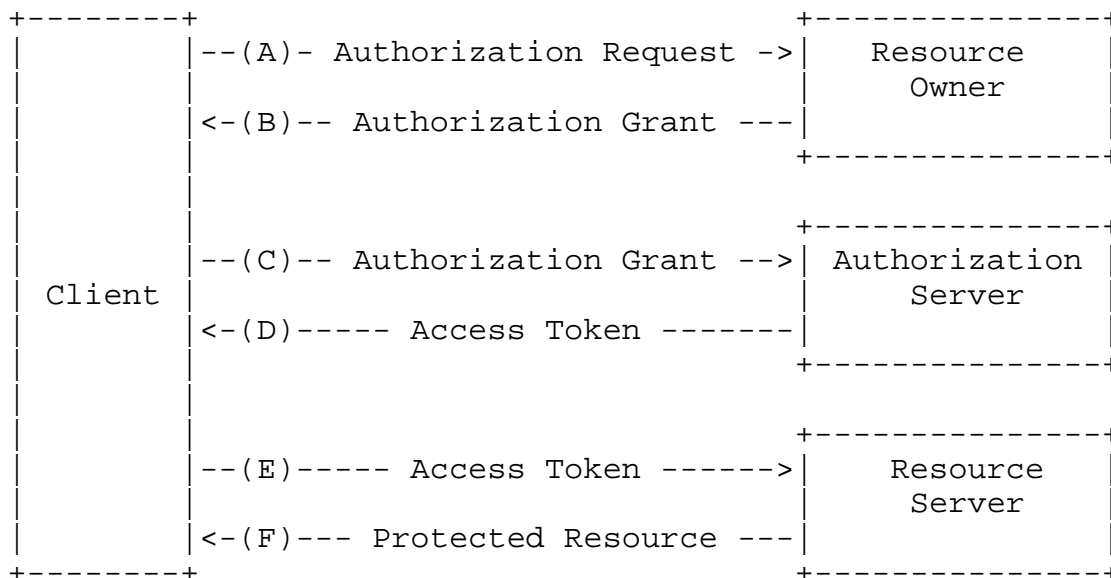 +---------+                               +---------------+
|         |--(A)- Authorization Request ->|   Resource    |
|         |                               |     Owner     |
|         |<-(B)-- Authorization Grant ---|               |
|         |                               +---------------+
|         |
|         |                               +---------------+
|         |--(C)-- Authorization Grant -->| Authorization |
| Client  |                               |     Server    |
|         |<-(D)----- Access Token -------|               |
|         |                               +---------------+
|         |
|         |                               +---------------+
|         |--(E)----- Access Token ------>|    Resource   |
|         |                               |     Server    |
|         |<-(F)--- Protected Resource ---|               |
+---------+                               +---------------+